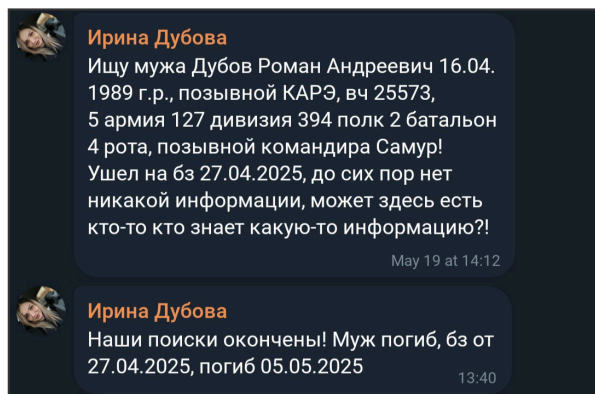 Ирина Дубова
Ищу мужа Дубов Роман Андреевич 16.04.
1989 г.р., позывной КАРЭ, вч 25573,
5 армия 127 дивизия 394 полк 2 батальон
4 рота, позывной командира Самур!
Ушел на бз 27.04.2025, до сих пор нет
никакой информации, может здесь есть
кто-то кто знает какую-то информацию?!
May 19 at 14:12
Ирина Дубова
Наши поиски окончены! Муж погиб, бз от
27.04.2025, погиб 05.05.2025
13:40